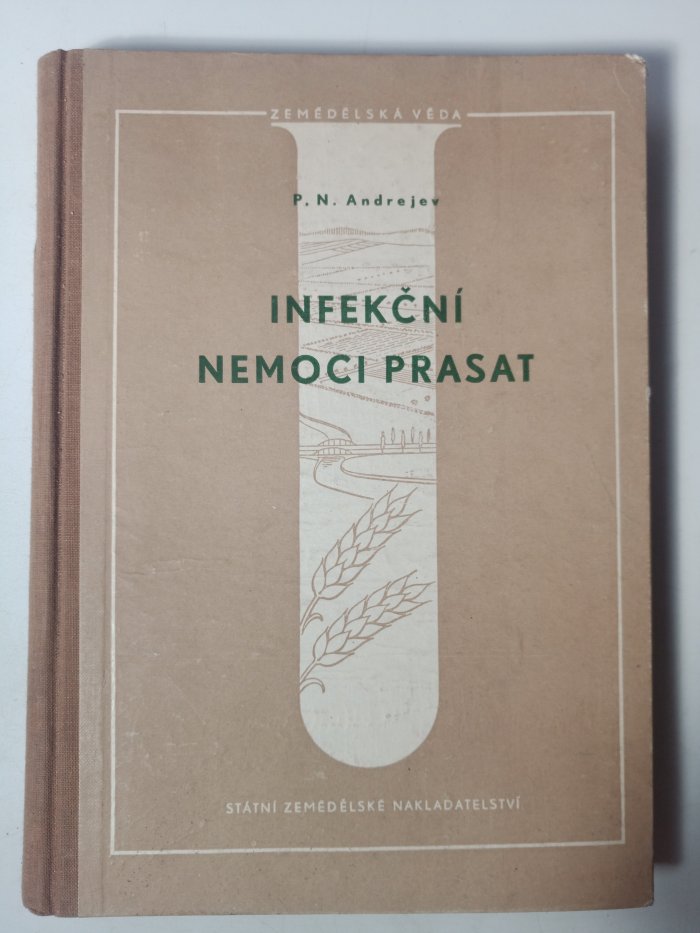 ZEMĚDĚLSKÁ VĚDA
P. N. Andrejev
INFEKČNÍ
NEMOCI PRASAT
STÁTNÍ ZEMĚDĚLSKÉ NAKLADATELSTVÍ